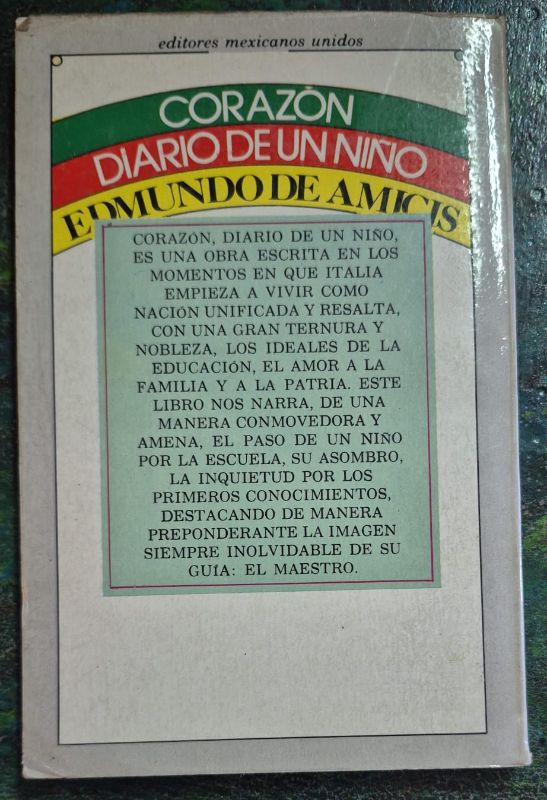 editores mexicanos unidos
CORAZÓN
DIARIO DE UN NIÑO
EDMUNDO DE AMICIS
CORAZÓN, DIARIO DE UN NIÑO,
ES UNA OBRA ESCRITA EN LOS
MOMENTOS EN QUE ITALIA
EMPIEZA A VIVIR COMO
NACIÓN UNIFICADA Y RESALTA,
CON UNA GRAN TERNURA Y
NOBLEZA, LOS IDEALES DE LA
EDUCACIÓN, EL AMOR A LA
FAMILIA Y A LA PATRIA. ESTE
LIBRO NOS NARRA, DE UNA
MANERA CONMOVEDORA Y
AMENA, EL PASO DE UN NIÑO
POR LA ESCUELA, SU ASOMBRO,
LA INQUIETUD POR LOS
PRIMEROS CONOCIMIENTOS,
DESTACANDO DE MANERA
PREPONDERANTE LA IMAGEN
SIEMPRE INOLVIDABLE DE SU
GUÍA: EL MAESTRO.